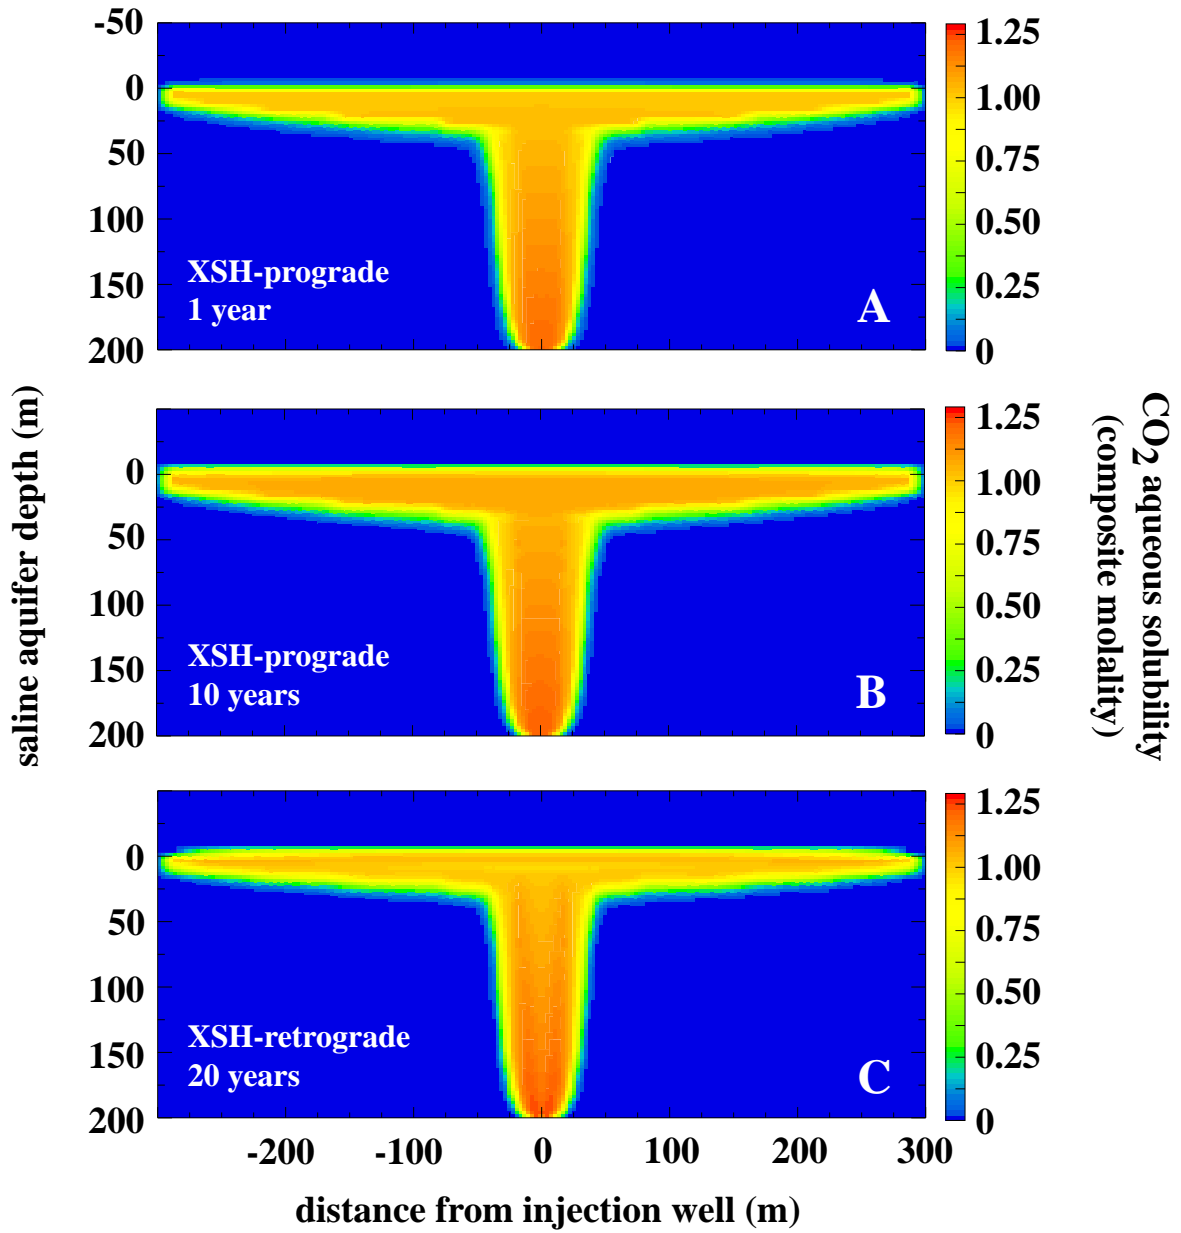 -50
0
50
100
150
200
XSH-prograde
1 year
A
1.25
1.00
0.75
0.50
0.25
0
0
50
100
150
200
XSH-prograde
10 years
B
1.25
1.00
0.75
0.50
0.25
0
0
50
100
150
200
XSH-retrograde
20 years
C
1.25
1.00
0.75
0.50
0.25
0
-200 -100 0 100 200 300
distance from injection well (m)
saline aquifer depth (m)
CO2 aqueous solubility
(composite molality)